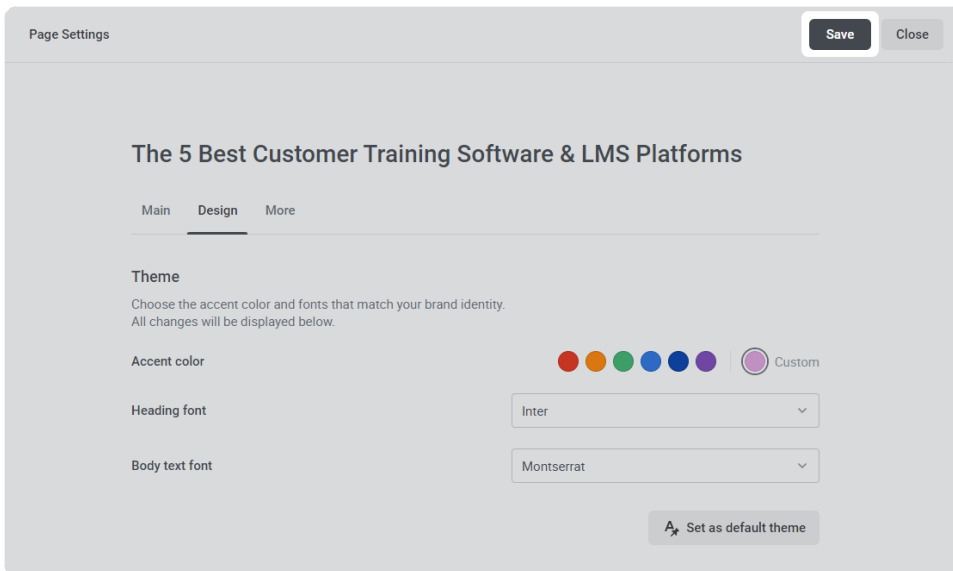 Page Settings
Save
Close
The 5 Best Customer Training Software & LMS Platforms
Main
Design
More
Theme
Choose the accent color and fonts that match your brand identity.
All changes will be displayed below.
Accent color
Custom
Heading font
Inter
Body text font
Montserrat
Set as default theme